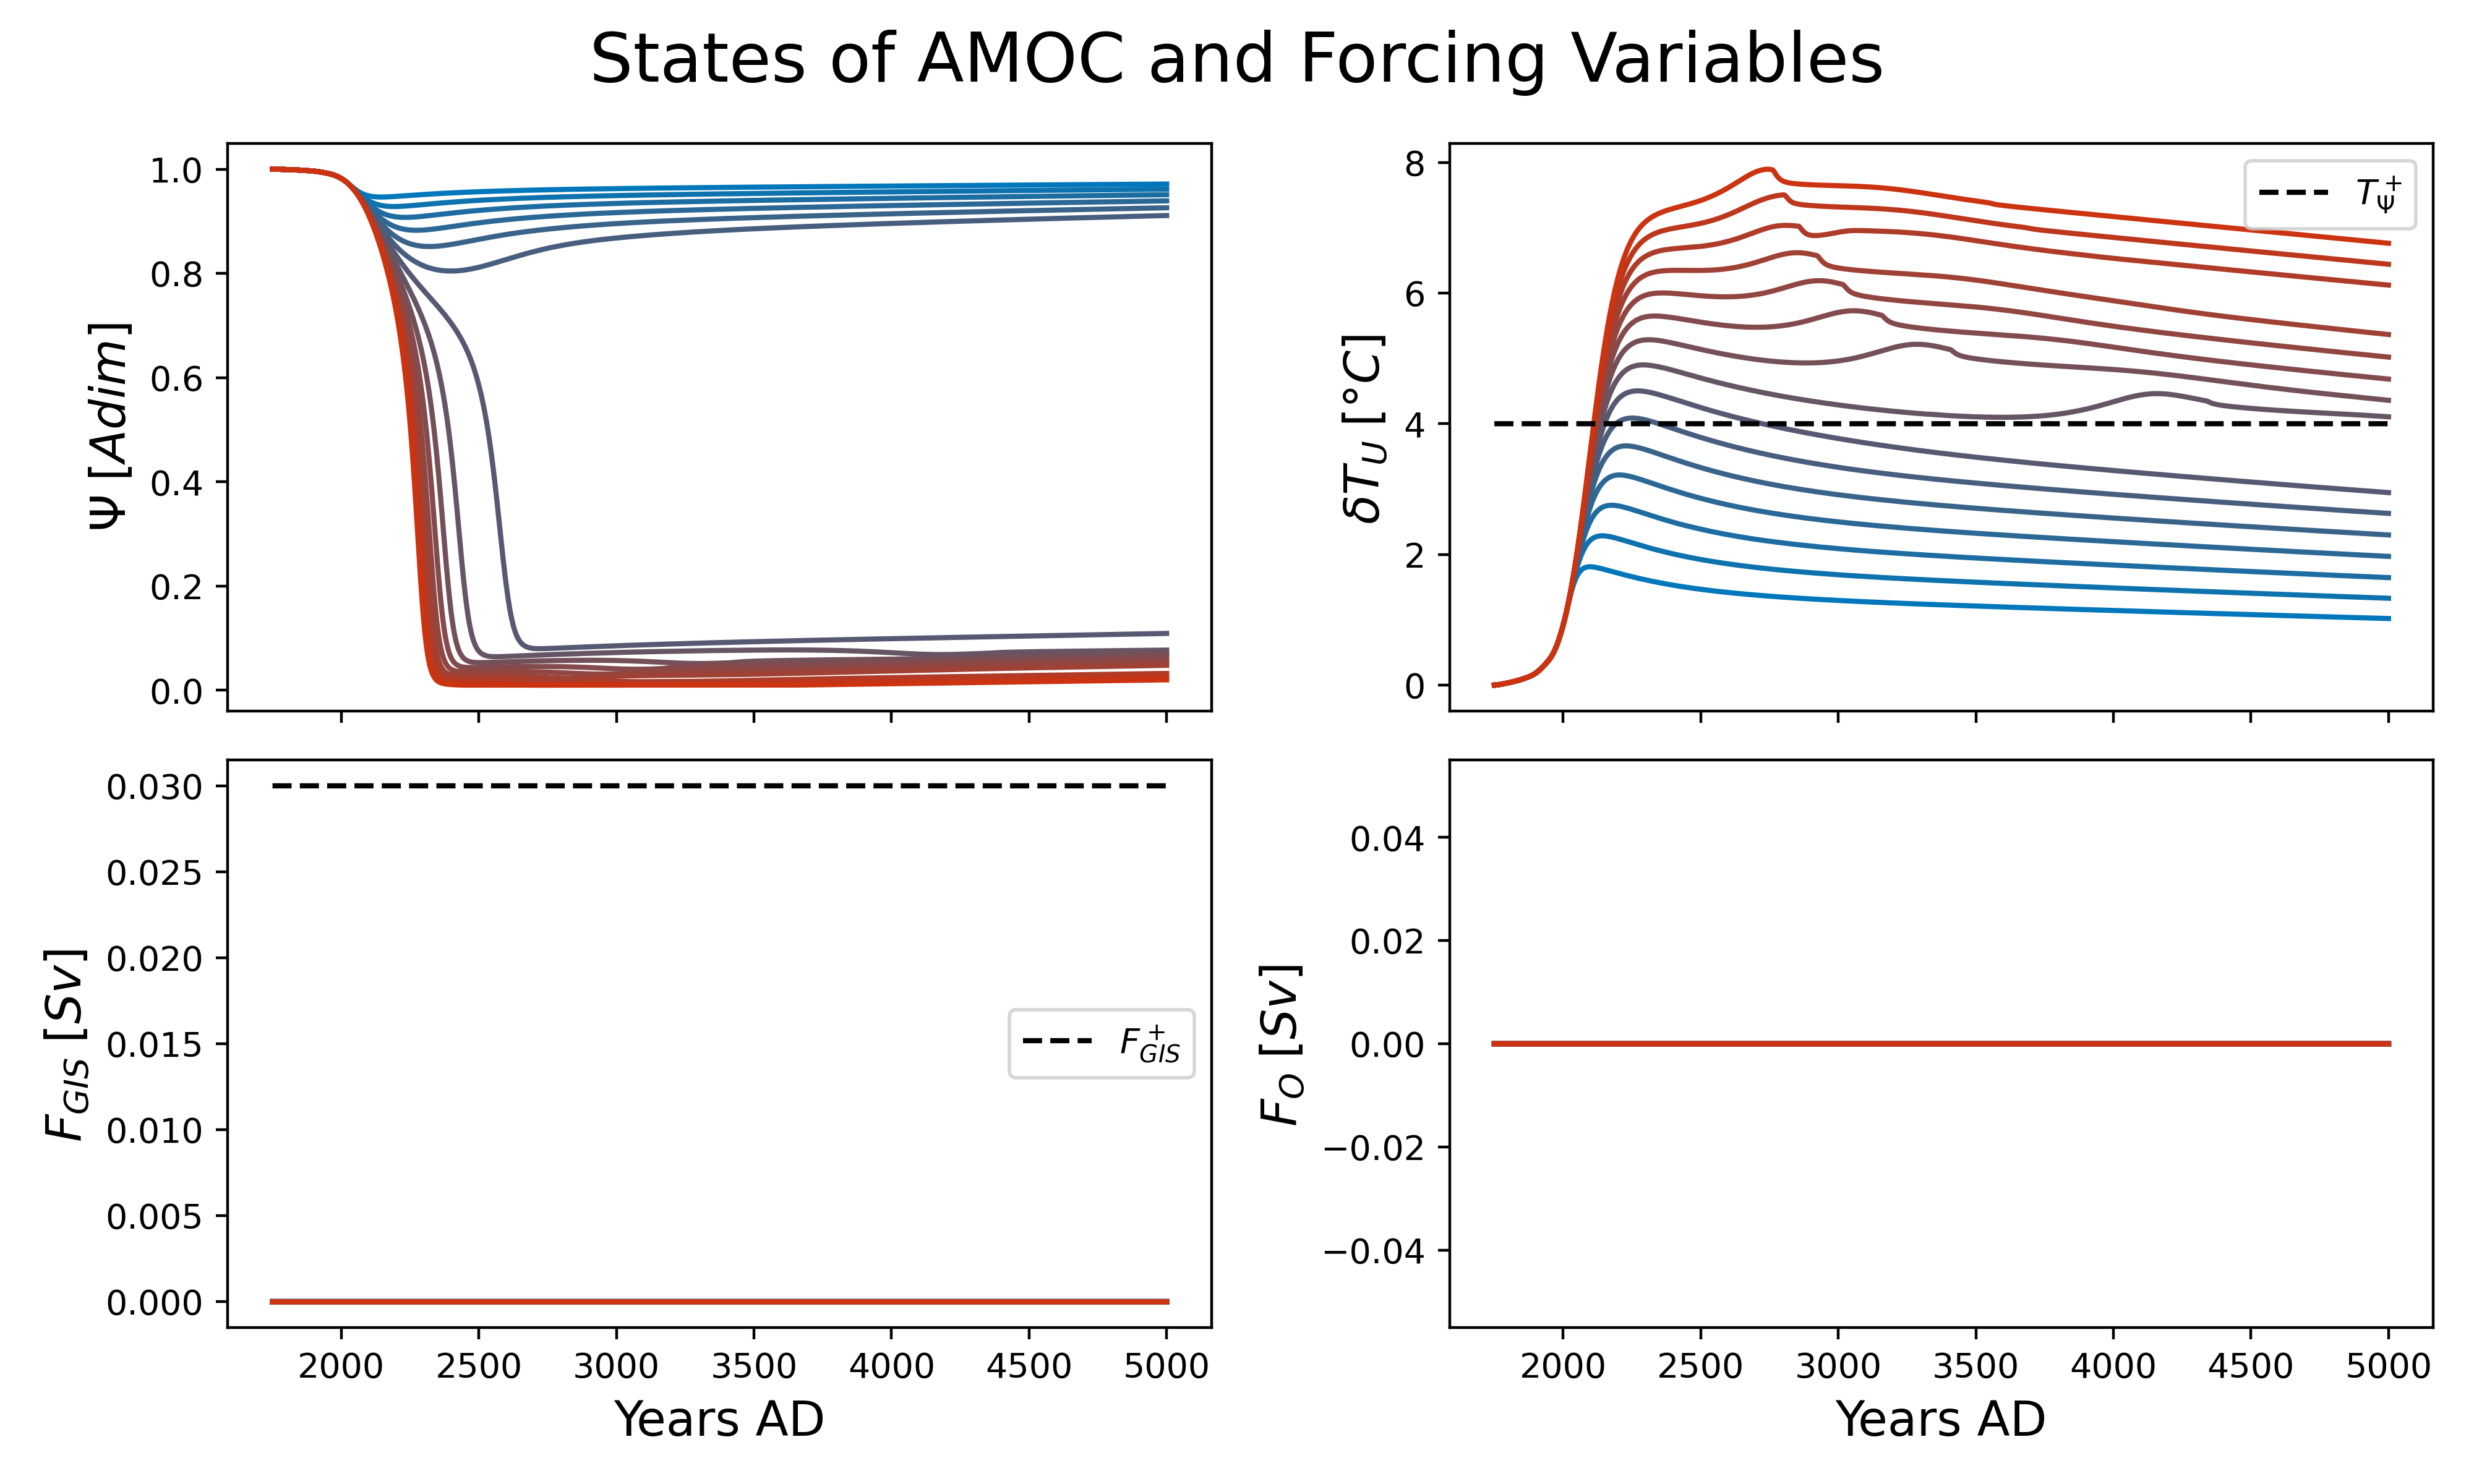 States of AMOC and Forcing Variables
1.0
0.8
0.6
0.4
0.2
0.0
Ψ [Adim]
8
6
4
2
0
δT_U [°C]
T_Ψ^+
0.030
0.025
0.020
0.015
0.010
0.005
0.000
F_GIS [Sv]
F_GIS^+
2000 2500 3000 3500 4000 4500 5000
Years AD
0.04
0.02
0.00
−0.02
−0.04
F_O [Sv]
2000 2500 3000 3500 4000 4500 5000
Years AD